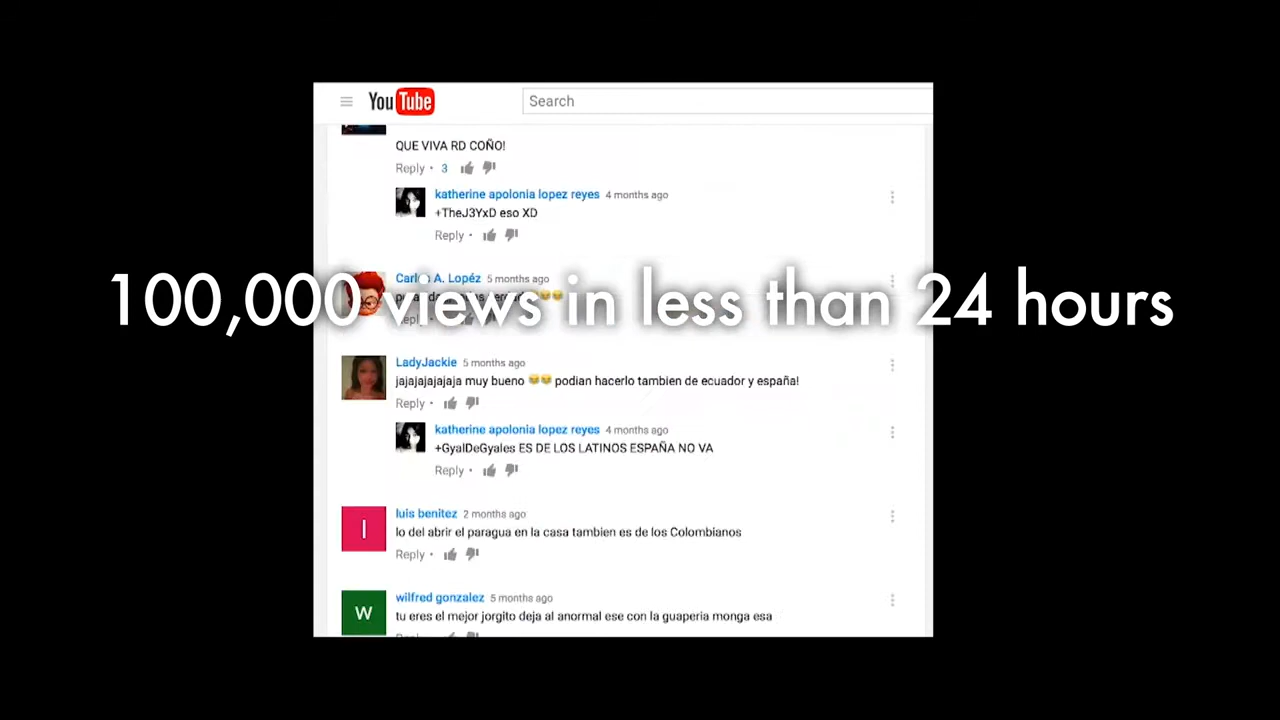 YouTube
Search
QUE VIVA RD COÑO!
Reply • 3
katherine apolonia lopez reyes 4 months ago
+TheJ3YxD eso XD
Reply •
Carlos A. Lopéz 5 months ago
100,000 views in less than 24 hours
LadyJackie 5 months ago
jajajajajajaja muy bueno 😂😂 podian hacerlo tambien de ecuador y españa!
Reply •
katherine apolonia lopez reyes 4 months ago
+GyalDeGyales ES DE LOS LATINOS ESPAÑA NO VA
Reply •
l
luis benitez 2 months ago
lo del abrir el paragua en la casa tambien es de los Colombianos
Reply •
W
wilfred gonzalez 5 months ago
tu eres el mejor jorgito deja al anormal ese con la guaperia monga esa
Reply